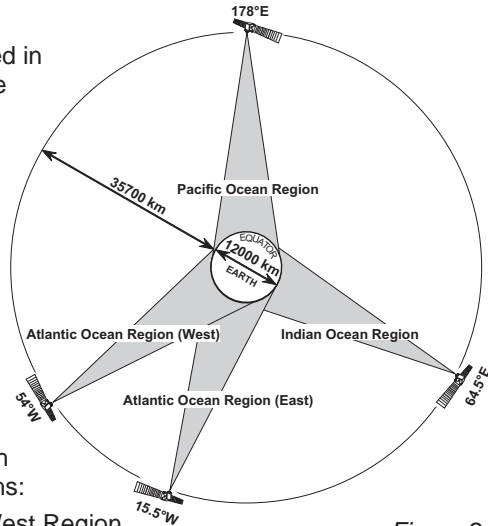 178°E
ed in
e
35700 km
Pacific Ocean Region
EQUATOR
12000 km
EARTH
Atlantic Ocean Region (West)
Indian Ocean Region
Atlantic Ocean Region (East)
54°W
64.5°E
n
ns:
West Region
15.5°W
Figure 2